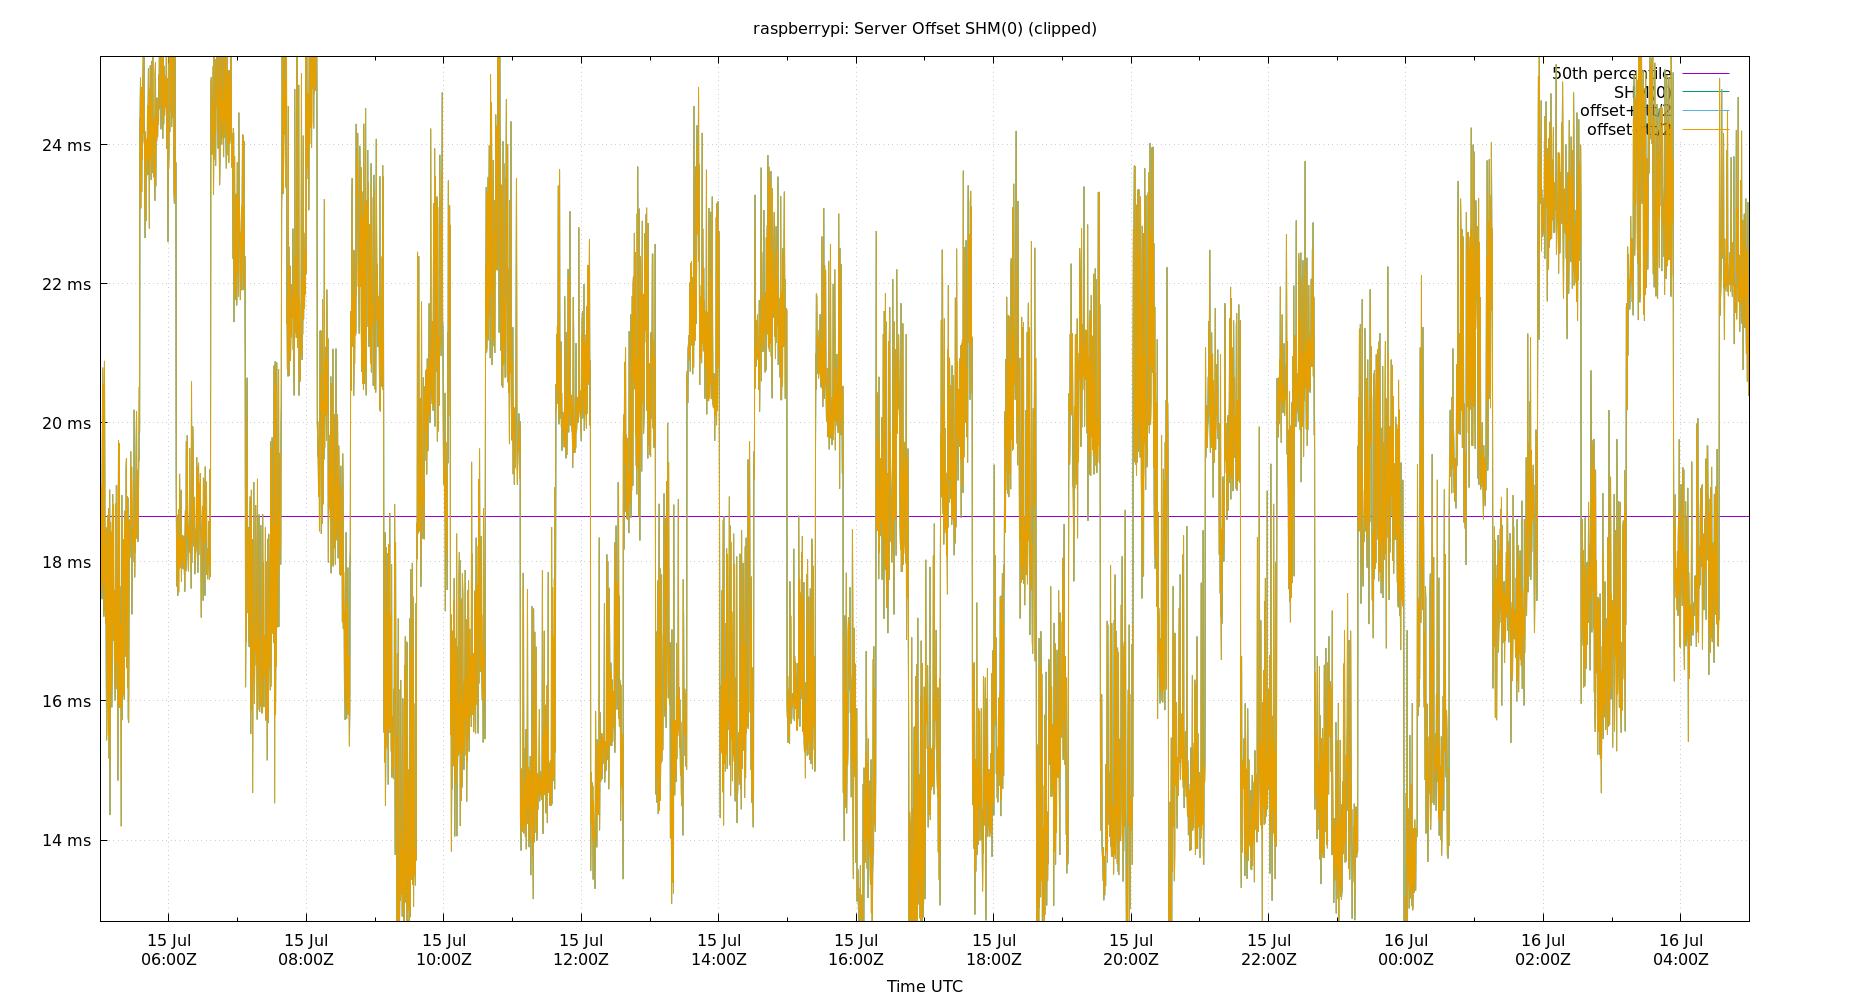 raspberrypi: Server Offset SHM(0) (clipped)
50th percentile
SHM(0)
24 ms
22 ms
20 ms
18 ms
16 ms
14 ms
15 Jul 15 Jul 15 Jul 15 Jul 15 Jul 15 Jul 15 Jul 15 Jul 15 Jul 16 Jul 16 Jul 16 Jul
06:00Z 08:00Z 10:00Z 12:00Z 14:00Z 16:00Z 18:00Z 20:00Z 22:00Z 00:00Z 02:00Z 04:00Z
Time UTC